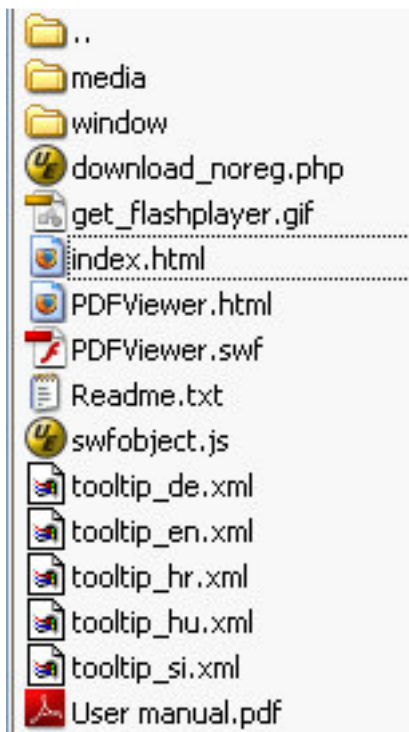 ..
media
window
download_noreg.php
get_flashplayer.gif
index.html
PDFViewer.html
PDFViewer.swf
Readme.txt
swfobject.js
tooltip_de.xml
tooltip_en.xml
tooltip_hr.xml
tooltip_hu.xml
tooltip_si.xml
User manual.pdf